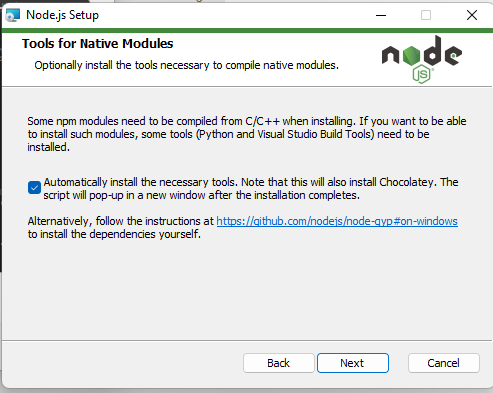 Node.js Setup
Tools for Native Modules
Optionally install the tools necessary to compile native modules.
node
JS
Some npm modules need to be compiled from C/C++ when installing. If you want to be able
to install such modules, some tools (Python and Visual Studio Build Tools) need to be
installed.
Automatically install the necessary tools. Note that this will also install Chocolatey. The
script will pop-up in a new window after the installation completes.
Alternatively, follow the instructions at https://github.com/nodejs/node-gyp#on-windows
to install the dependencies yourself.
Back Next Cancel